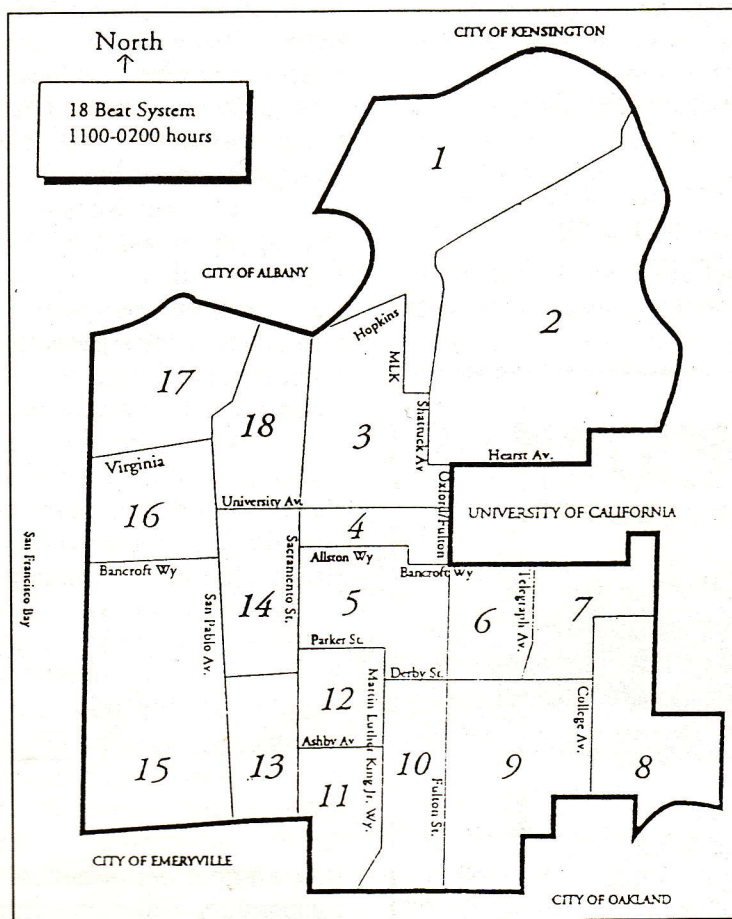 CITY OF KENSINGTON
North
18 Beat System
1100-0200 hours
1
CITY OF ALBANY
2
Hopkins
MLK
17
18
3
Shattuck Av
Hearst Av.
Virginia
Oxford/Fulton
16
University Av.
4
UNIVERSITY OF CALIFORNIA
San Francisco Bay
Sacramento St.
Allston Wy
Bancroft Wy
Bancroft Wy
Telegraph Av.
San Pablo Av.
14
5
6
7
Parker St.
Derby St.
12
Martin Luther King Jr. Wy.
College Av.
Ashby Av
15
13
10
9
8
11
Fulton St.
CITY OF EMERYVILLE
CITY OF OAKLAND